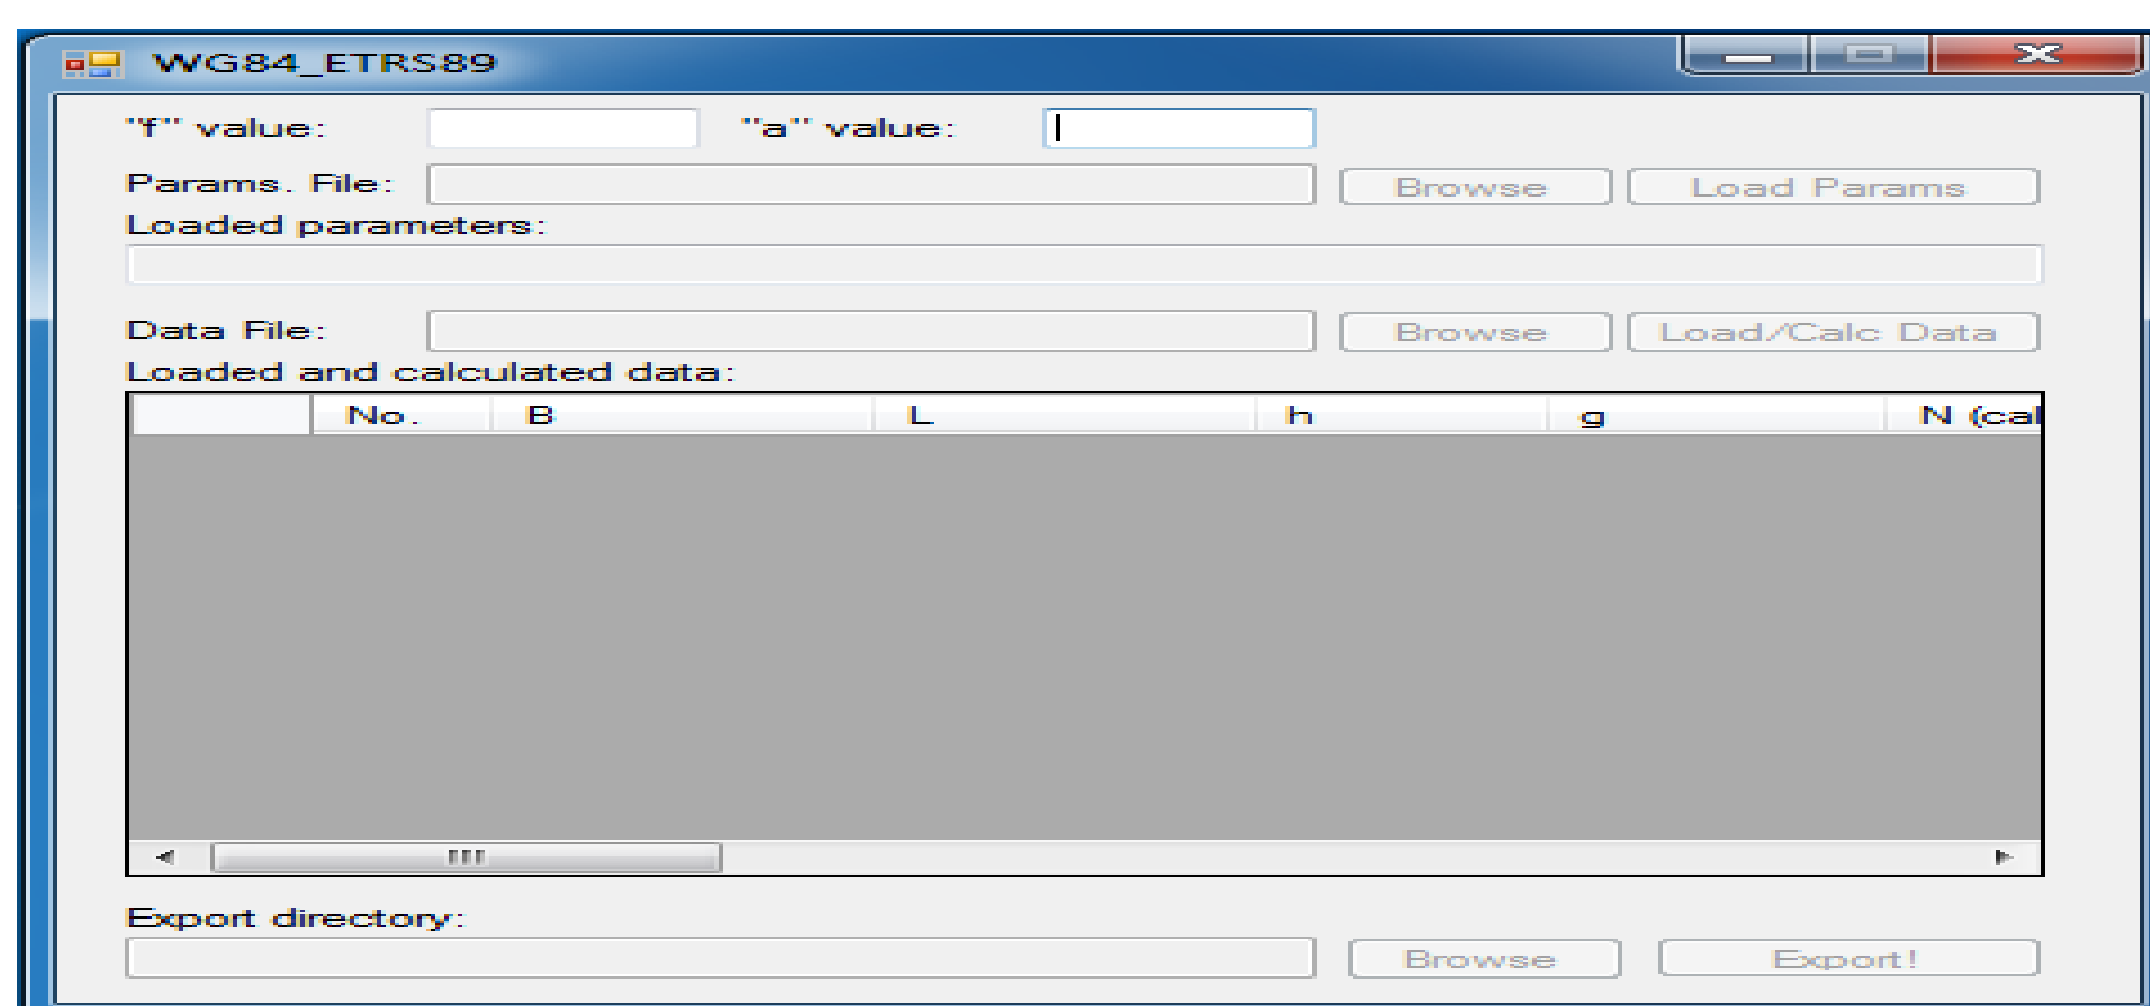 WG84_ETRS89
"f" value: "a" value:
Params. File: Browse Load Params
Loaded parameters:
Data File: Browse Load/Calc Data
Loaded and calculated data:
No. B L h g N (cal
Export directory:
Browse Export!